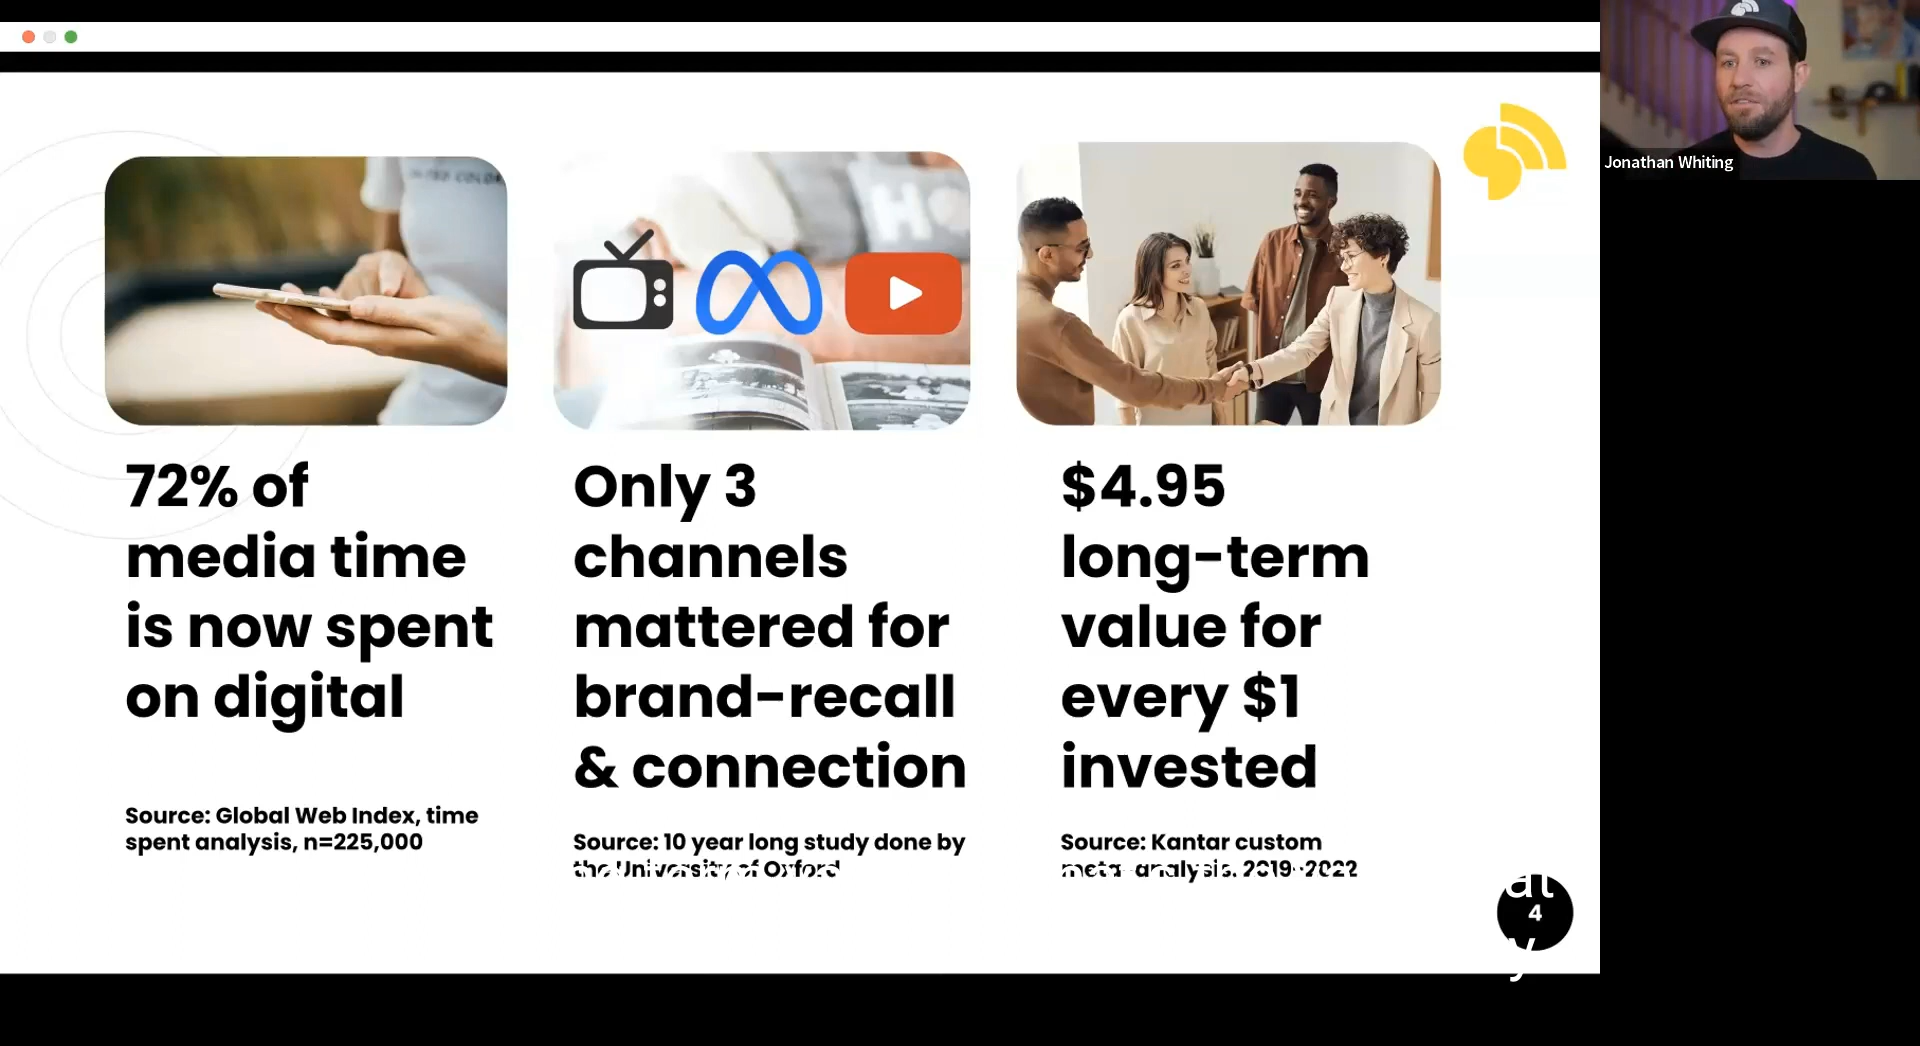 Jonathan Whiting
72% of
media time
is now spent
on digital
Source: Global Web Index, time
spent analysis, n=225,000
Only 3
channels
mattered for
brand-recall
& connection
Source: 10 year long study done by
the University of Oxford
$4.95
long-term
value for
every $1
invested
Source: Kantar custom
meta-analysis, 2019-2022
4